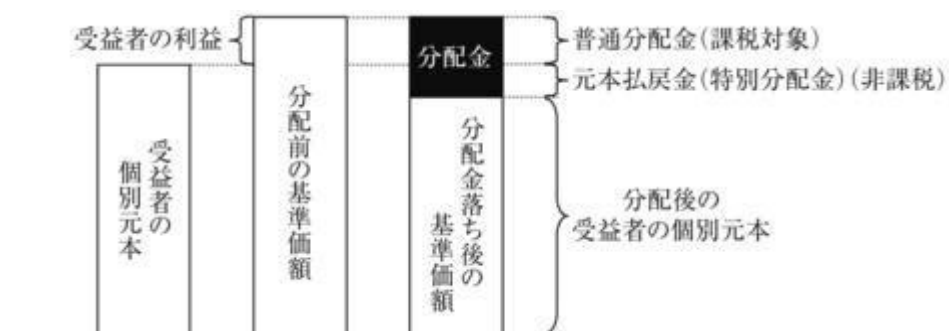 受益者の利益
分配金
普通分配金(課税対象)
元本払戻金(特別分配金)(非課税)
受益者の
個別元本
分配前の基準価額
分配金落ち後の
基準価額
分配後の
受益者の個別元本